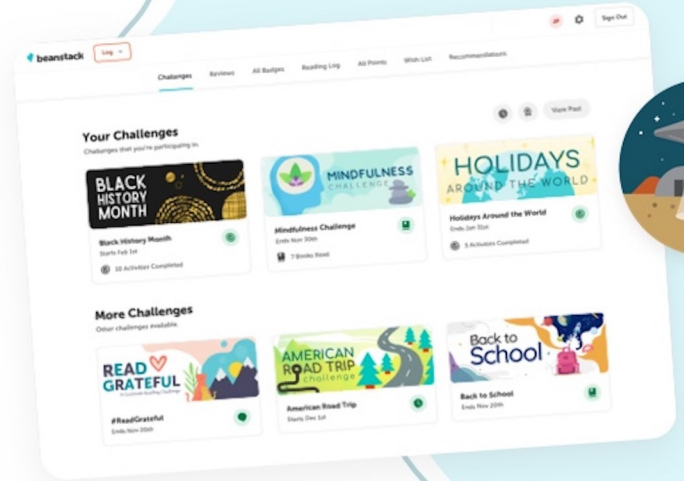 beanstack
Log
JP
Sign Out
Challenges
Reviews
All Badges
Reading Log
All Points
Wish List
Recommendations
View Past
Your Challenges
Challenges that you're participating in.
BLACK
HISTORY
MONTH
Black History Month
Starts Feb 1st
10 Activities Completed
MINDFULNESS
CHALLENGE
Mindfulness Challenge
Ends Nov 30th
7 Books Read
HOLIDAYS
AROUND THE WORLD
Holidays Around the World
Ends Jan 31st
5 Activities Completed
More Challenges
Other challenges available.
READ
GRATEFUL
#ReadGrateful
Ends Nov 30th
AMERICAN
ROAD TRIP
challenge
American Road Trip
Starts Dec 1st
Back to
School
Back to School
Ends Nov 20th